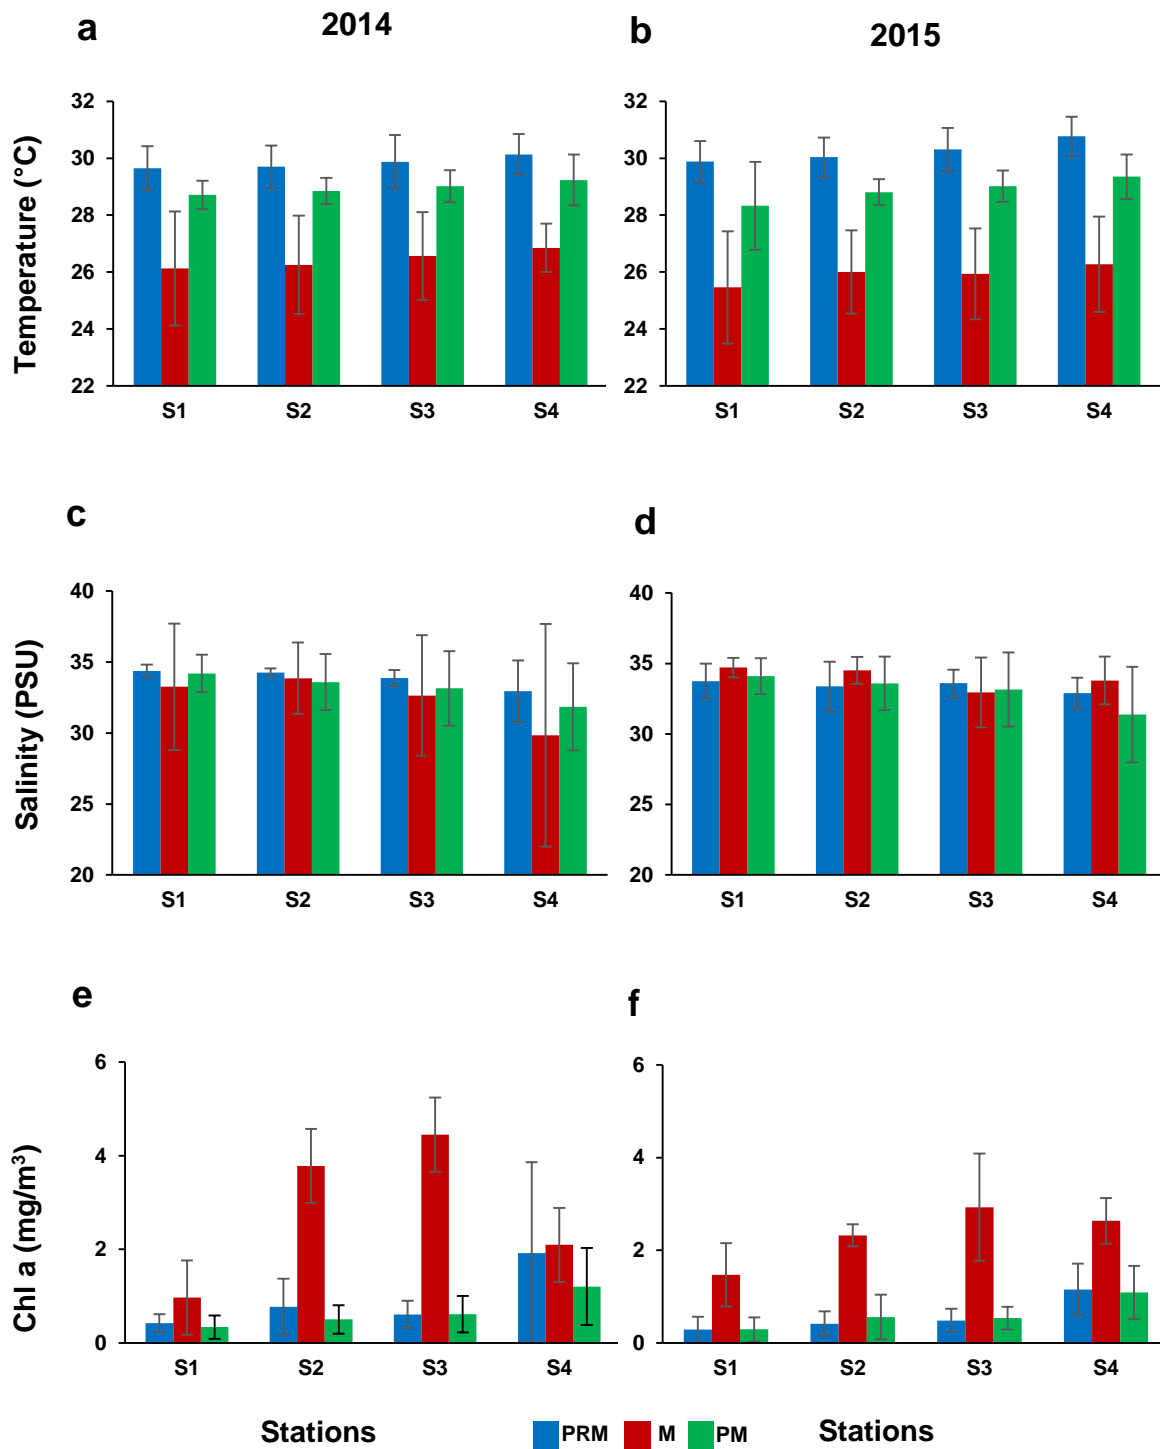 a 2014 b 2015
Temperature (°C)
32 32
30 30
28 28
26 26
24 24
22 22
S1 S2 S3 S4 S1 S2 S3 S4
c d
Salinity (PSU)
40 40
35 35
30 30
25 25
20 20
S1 S2 S3 S4 S1 S2 S3 S4
e f
Chl a (mg/m³)
6 6
4 4
2 2
0 0
S1 S2 S3 S4 S1 S2 S3 S4
Stations PRM M PM Stations